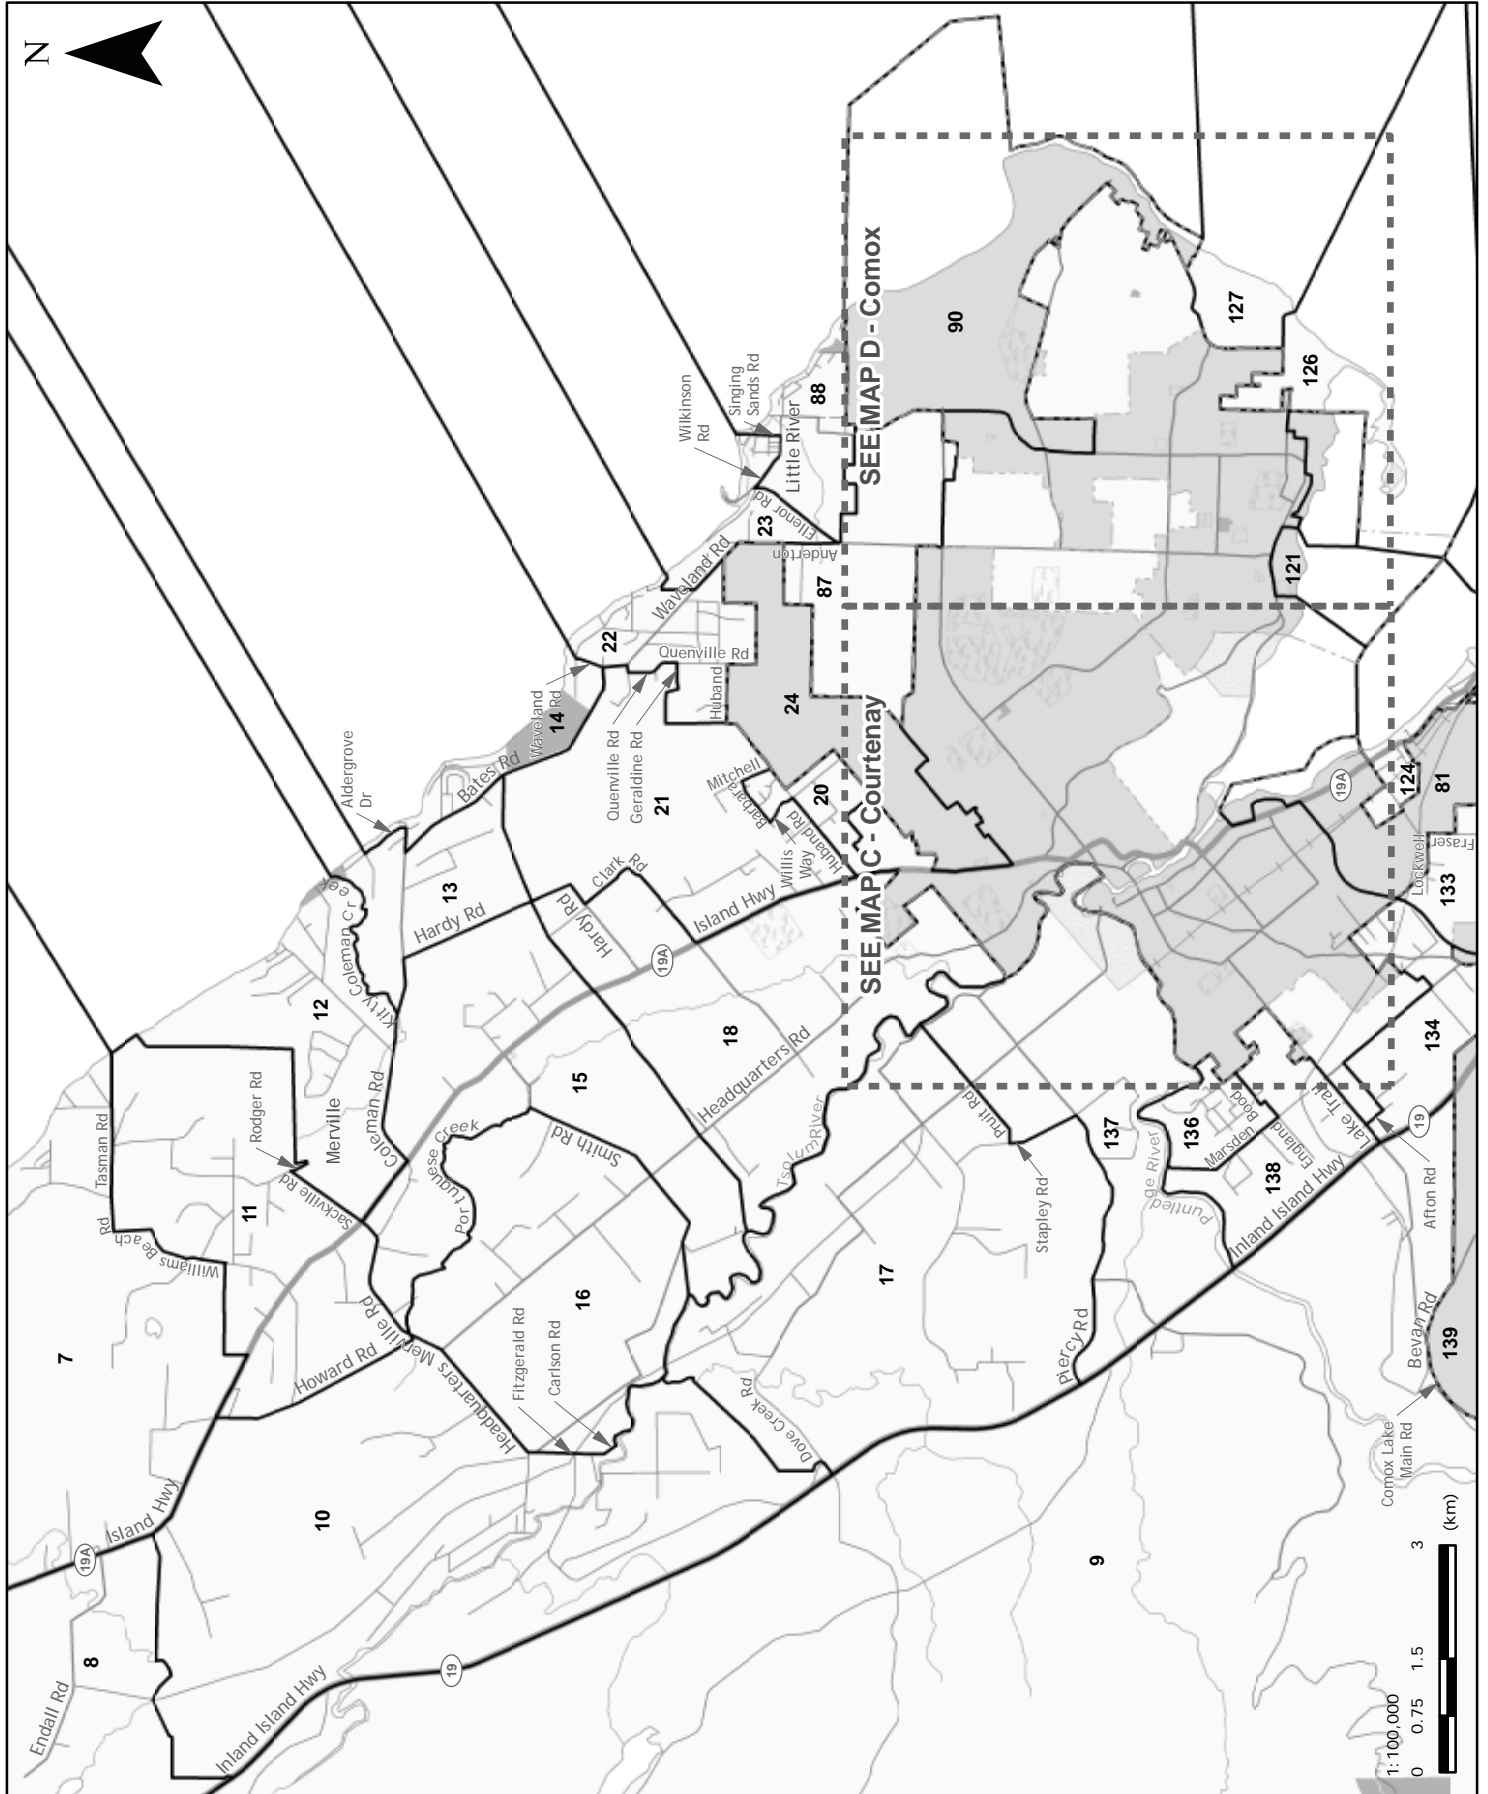 N
Aldergrove
Dr
Wilkinson
Rd
Singing
Sands Rd
Little River
88
Ellenor Rd
23
Anderton
Waveland Rd
22
Quenville Rd
Huband
87
24
Waveland
Rd
14
Bates Rd
Quenville Rd
Geraldine Rd
21
Mitchell
Barbara
20
Willis
Way
Huband Rd
SEE MAP D - Comox
90
127
126
121
SEE MAP C - Courtenay
19A
124
81
Lockwell
Fraser
133
134
13
Hardy Rd
Hardy Rd
Clark Rd
Island Hwy
19A
Kitty Coleman Creek
12
Coleman Rd
Merville
Rodger Rd
Tasman Rd
Williams Beach
Rd
11
Sackville Rd
15
18
Headquarters Rd
Portuguese Creek
Smith Rd
Tsolum River
Pruit Rd
Stapley Rd
137
136
Marsden
Bood
England
138
Lake Trail
19
Afton Rd
Puntledge River
Inland Island Hwy
17
16
Fitzgerald Rd
Carlson Rd
Headquarters Merville Rd
Howard Rd
7
Piercy Rd
Dove Creek Rd
Bevan Rd
139
Comox Lake
Main Rd
Island Hwy
19A
10
9
8
Endall Rd
Inland Island Hwy
19
1:100,000
0 0.75 1.5 3 (km)